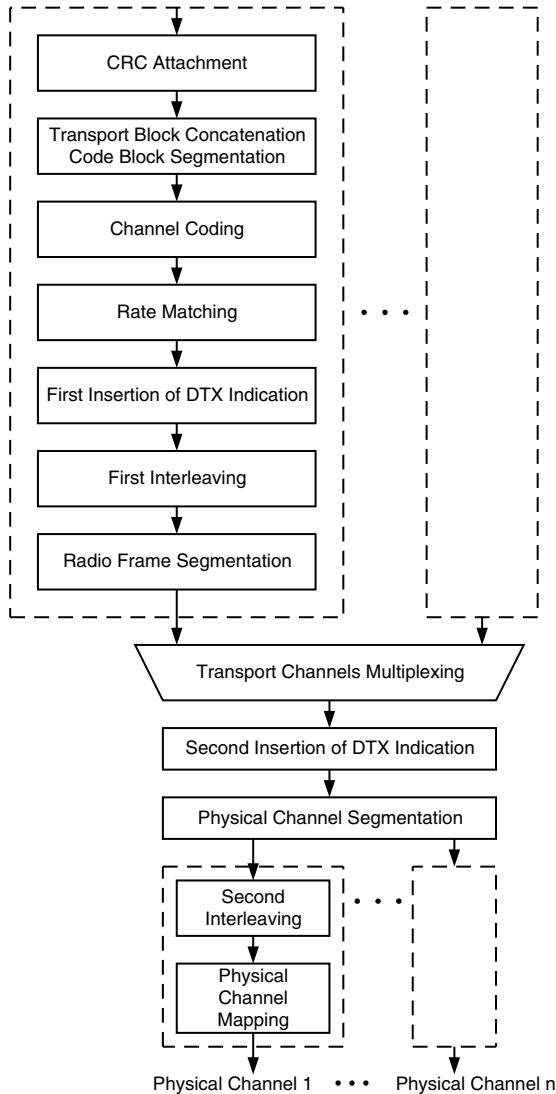 CRC Attachment
Transport Block Concatenation
Code Block Segmentation
Channel Coding
Rate Matching
• • •
First Insertion of DTX Indication
First Interleaving
Radio Frame Segmentation
Transport Channels Multiplexing
Second Insertion of DTX Indication
Physical Channel Segmentation
Second
Interleaving
• • •
Physical
Channel
Mapping
Physical Channel 1 • • • Physical Channel n